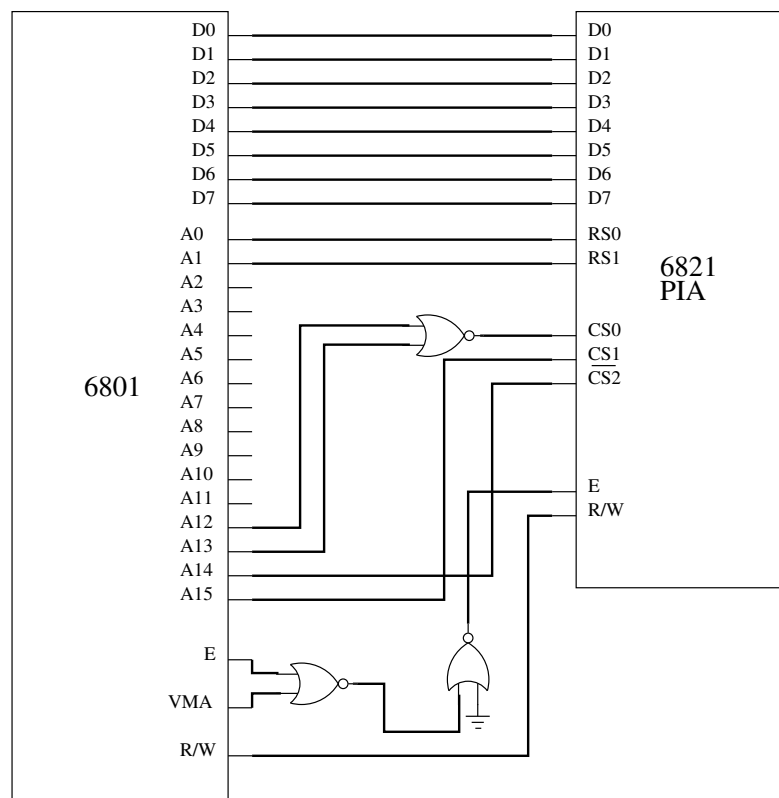 D0
D1
D2
D3
D4
D5
D6
D7
A0
A1
A2
A3
A4
A5
A6
A7
A8
A9
A10
A11
A12
A13
A14
A15
E
VMA
R/W
6801
D0
D1
D2
D3
D4
D5
D6
D7
RS0
RS1
CS0
CS1
C̅S̅2̅
E
R/W
6821
PIA